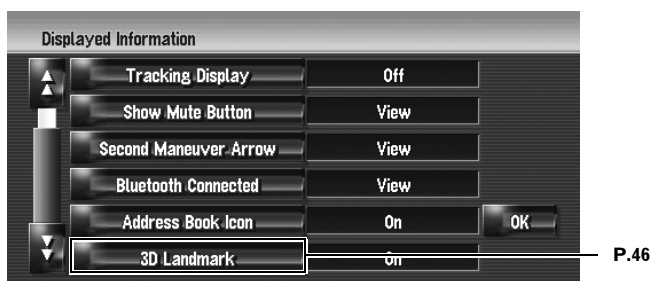 Displayed Information
Tracking Display Off
Show Mute Button View
Second Maneuver Arrow View
Bluetooth Connected View
Address Book Icon On OK
3D Landmark On P.46